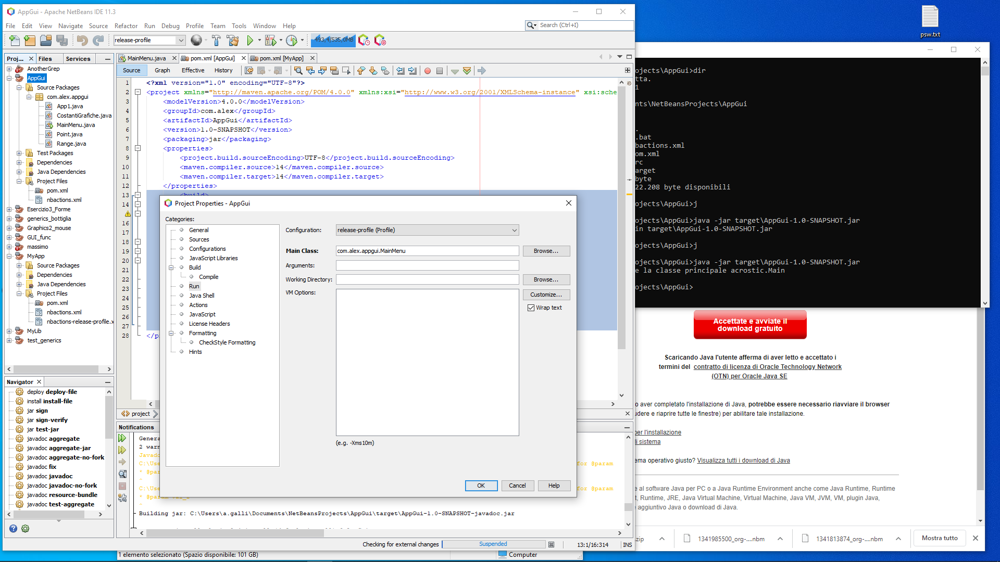 AppGui - Apache NetBeans IDE 11.3
File Edit View Navigate Source Refactor Run Debug Profile Team Tools Window Help
Search (Ctrl+I)
release-profile
493,4/535,0MB
Proj... Files Services
AnotherGrep
AppGui
Source Packages
com.alex.appgui
App1.java
CostantiGrafiche.java
MainMenu.java
Point.java
Range.java
Test Packages
Dependencies
Java Dependencies
Project Files
pom.xml
nbactions.xml
Esercizio3_Forme
generics_bottiglia
Graphics2_mouse
GUI_func
massimo
MyApp
Source Packages
Dependencies
Java Dependencies
Project Files
pom.xml
nbactions.xml
nbactions-release-profile.x
MyLib
test_generics
Navigator
deploy deploy-file
install install-file
jar sign
jar sign-verify
jar test-jar
javadoc aggregate
javadoc aggregate-jar
javadoc aggregate-no-fork
javadoc fix
javadoc javadoc
javadoc javadoc-no-fork
javadoc resource-bundle
javadoc test-aggregate
MainMenu.java pom.xml [AppGui] pom.xml [MyApp]
Source Graph Effective History
1 <?xml version="1.0" encoding="UTF-8"?>
2 <project xmlns="http://maven.apache.org/POM/4.0.0" xmlns:xsi="http://www.w3.org/2001/XMLSchema-instance" xsi:sche
3 <modelVersion>4.0.0</modelVersion>
4 <groupId>com.alex</groupId>
5 <artifactId>AppGui</artifactId>
6 <version>1.0-SNAPSHOT</version>
7 <packaging>jar</packaging>
8 <properties>
9 <project.build.sourceEncoding>UTF-8</project.build.sourceEncoding>
10 <maven.compiler.source>14</maven.compiler.source>
11 <maven.compiler.target>14</maven.compiler.target>
12 </properties>
13 <build>
14
16
17
18
19
20
21
22
23
24
25
26
27
28 </p
Project Properties - AppGui
Categories:
General
Sources
Configurations
JavaScript Libraries
Build
Compile
Run
Java Shell
Actions
JavaScript
License Headers
Formatting
CheckStyle Formatting
Hints
Configuration: release-profile (Profile)
Main Class: com.alex.appgui.MainMenu Browse...
Arguments:
Working Directory: Browse...
VM Options: Customize...
Wrap text
(e.g. -Xms10m)
OK Cancel Help
project
Notifications
Genera
2 warn
Javado
C:\Use for @param
* @par
^
C:\Use for @param
* @param
^
Building jar: C:\Users\a.galli\Documents\NetBeansProjects\AppGui\target\AppGui-1.0-SNAPSHOT-javadoc.jar
Checking for external changes Suspended 13:1/16:314 INS
1 elemento selezionato (Spazio disponibile: 101 GB) Computer
psw.txt
ojects\AppGui>dir
tta.
1
nts\NetBeansProjects\AppGui
.
.bat
bactions.xml
om.xml
rc
arget
byte
22.208 byte disponibili
ojects\AppGui>j
ojects\AppGui>java -jar target\AppGui-1.0-SNAPSHOT.jar
in target\AppGui-1.0-SNAPSHOT.jar
ojects\AppGui>j
ojects\AppGui>java -jar target\AppGui-1.0-SNAPSHOT.jar
e la classe principale acrostic.Main
ojects\AppGui>
Accettate e avviate il
download gratuito
Scaricando Java l'utente afferma di aver letto e accettato i
termini del contratto di licenza di Oracle Technology Network
(OTN) per Oracle Java SE
o aver completato l'installazione di Java, potrebbe essere necessario riavviare il browser
udere e riaprire tutte le finestre) per abilitare tale installazione.
per l'installazione
di sistema
ema operativo giusto? Visualizza tutti i download di Java
e al software Java per PC o a Java Runtime Environment anche come Java Runtime, Runtime
t, Runtime, JRE, Java Virtual Machine, Virtual Machine, Java VM, JVM, VM, plugin Java,
e aggiuntivo Java o download di Java.
.zip 1341985500_org-....nbm 1341813874_org-....nbm Mostra tutto